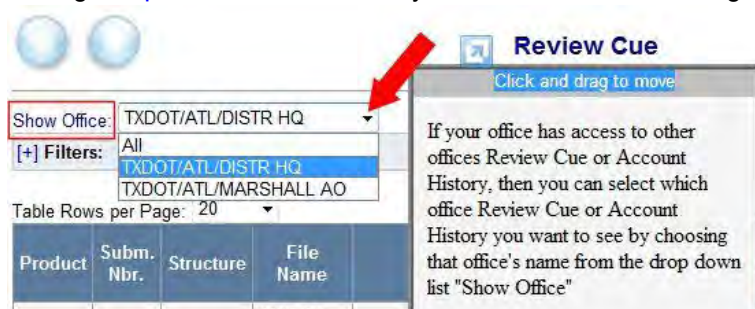 Review Cue
Click and drag to move
Show Office: TXDOT/ATL/DISTR HQ
[+] Filters:
All
TXDOT/ATL/DISTR HQ
TXDOT/ATL/MARSHALL AO
Table Rows per Page: 20
Product
Subm. Nbr.
Structure
File Name
If your office has access to other
offices Review Cue or Account
History, then you can select which
office Review Cue or Account
History you want to see by choosing
that office's name from the drop down
list "Show Office"